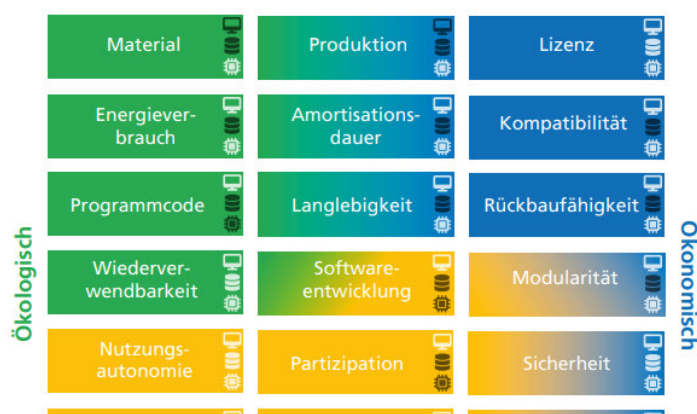 Material
Produktion
Lizenz
Energiever-
brauch
Amortisations-
dauer
Kompatibilität
Programmcode
Langlebigkeit
Rückbaufähigkeit
Wiederver-
wendbarkeit
Software-
entwicklung
Modularität
Nutzungs-
autonomie
Partizipation
Sicherheit
Ökologisch
Ökonomisch